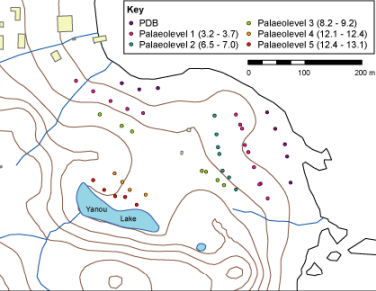 Key
PDB
Palaeolevel 1 (3.2 - 3.7)
Palaeolevel 2 (6.5 - 7.0)
Palaeolevel 3 (8.2 - 9.2)
Palaeolevel 4 (12.1 - 12.4)
Palaeolevel 5 (12.4 - 13.1)
0 100 200 m
Yanou
Lake